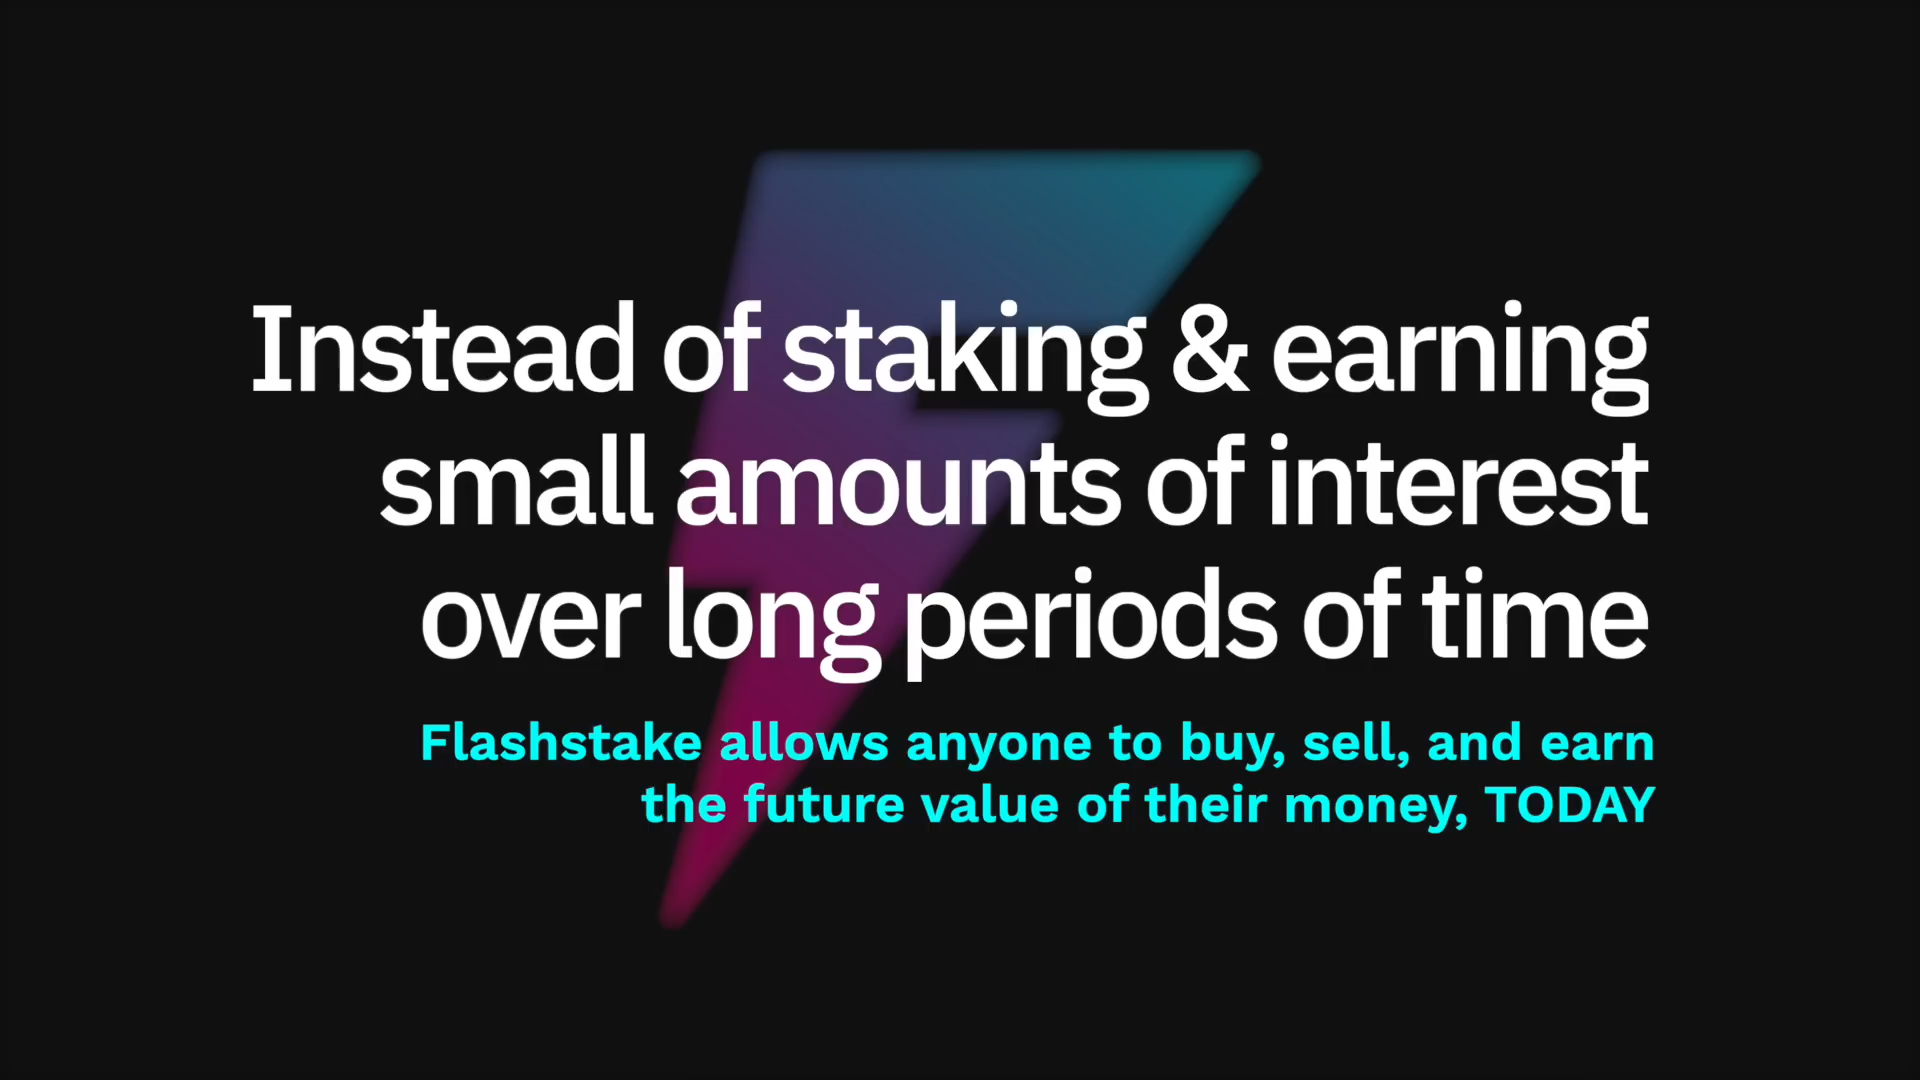 Instead of staking & earning
small amounts of interest
over long periods of time
Flashstake allows anyone to buy, sell, and earn
the future value of their money, TODAY